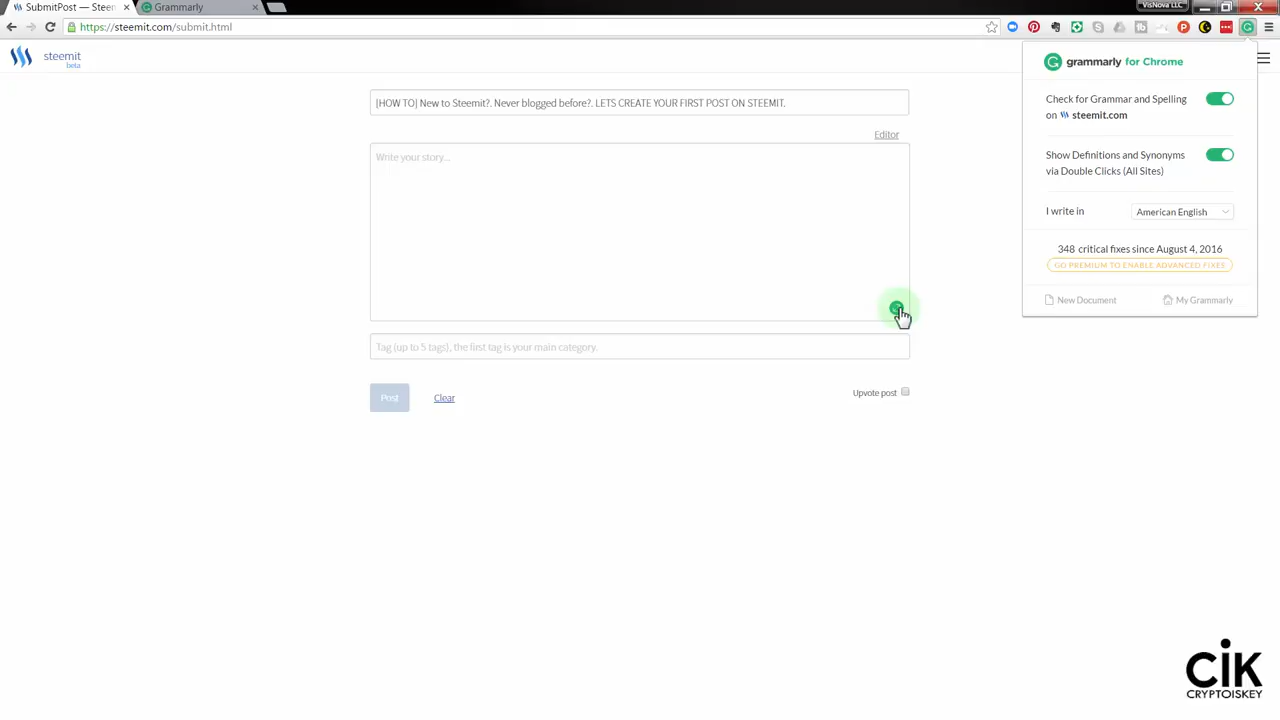 SubmitPost — Steem
Grammarly
VisNova LLC
https://steemit.com/submit.html
steemit
beta
[HOW TO] New to Steemit?. Never blogged before?. LETS CREATE YOUR FIRST POST ON STEEMIT.
Editor
Write your story...
Tag (up to 5 tags), the first tag is your main category.
Post
Clear
Upvote post
grammarly for Chrome
Check for Grammar and Spelling
on steemit.com
Show Definitions and Synonyms
via Double Clicks (All Sites)
I write in
American English
348 critical fixes since August 4, 2016
GO PREMIUM TO ENABLE ADVANCED FIXES
New Document
My Grammarly
CiK
CRYPTOISKEY